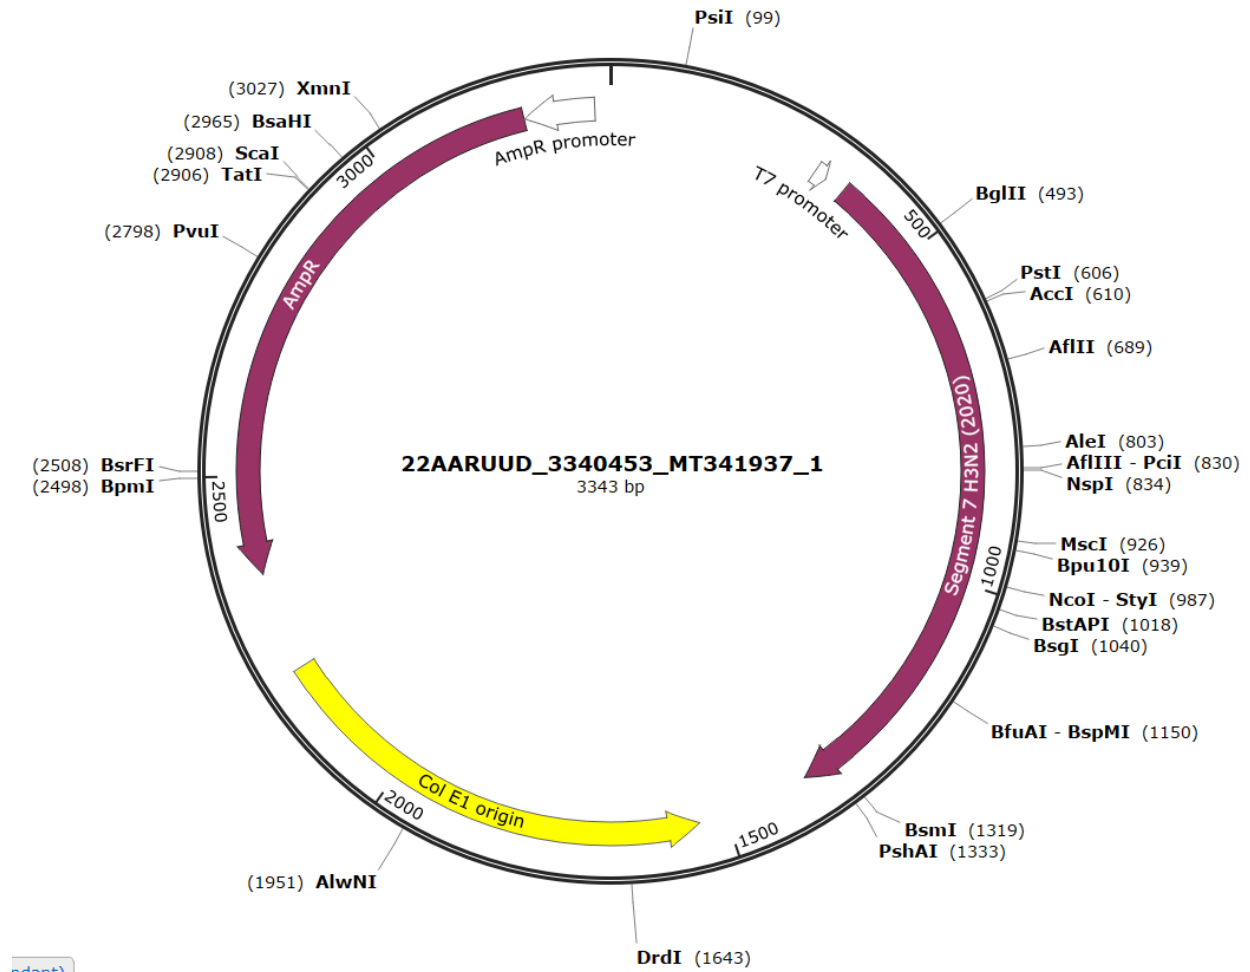 PsiI (99)
(3027) XmnI
(2965) BsaHI
(2908) ScaI
(2906) TatI
(2798) PvuI
(2508) BsrFI
(2498) BpmI
(1951) AlwNI
DrdI (1643)
PshAI (1333)
BsmI (1319)
BfuAI - BspMI (1150)
BsgI (1040)
BstAPI (1018)
NcoI - StyI (987)
Bpu10I (939)
MscI (926)
NspI (834)
AflIII - PciI (830)
AleI (803)
AflII (689)
AccI (610)
PstI (606)
BglII (493)
AmpR promoter
T7 promoter
AmpR
Segment 7 H3N2 (2020)
Col E1 origin
500
1000
1500
2000
2500
3000
22AARUUD_3340453_MT341937_1
3343 bp
ndant)